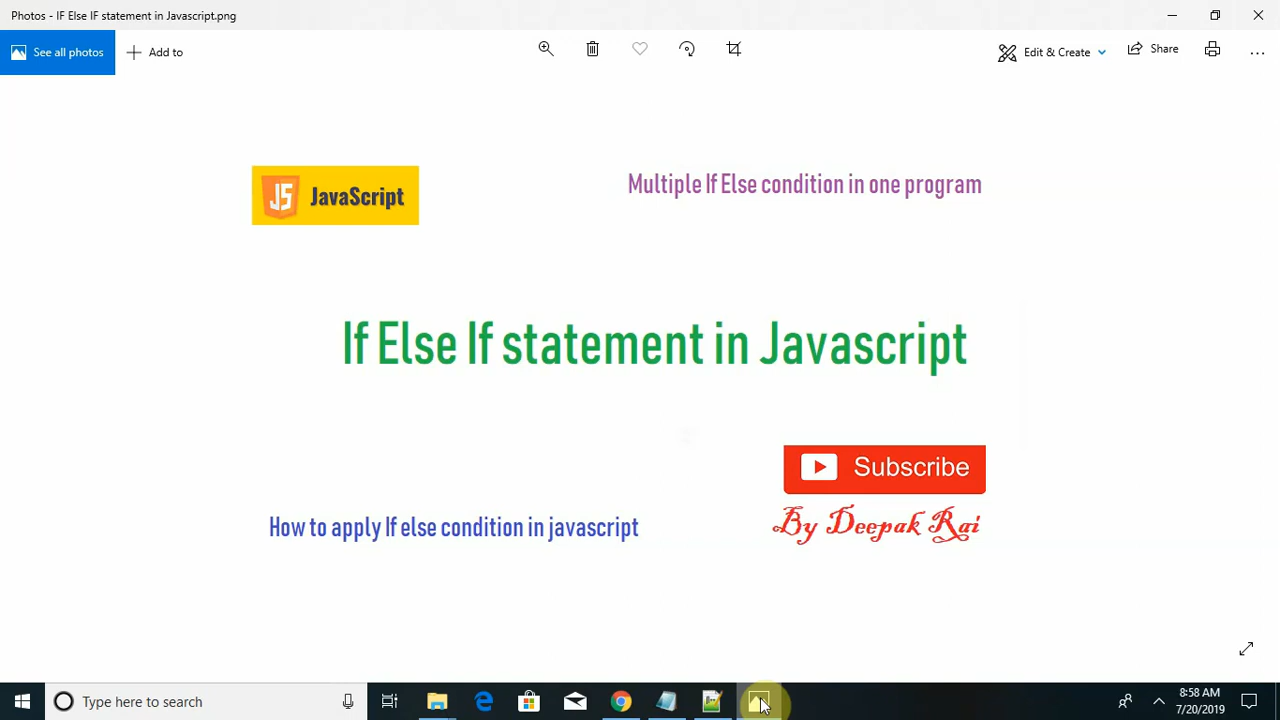 Photos - IF Else IF statement in Javascript.png
See all photos
Add to
Edit & Create
Share
JS JavaScript
Multiple If Else condition in one program
If Else If statement in Javascript
Subscribe
How to apply If else condition in javascript
By Deepak Rai
Type here to search
8:58 AM
7/20/2019